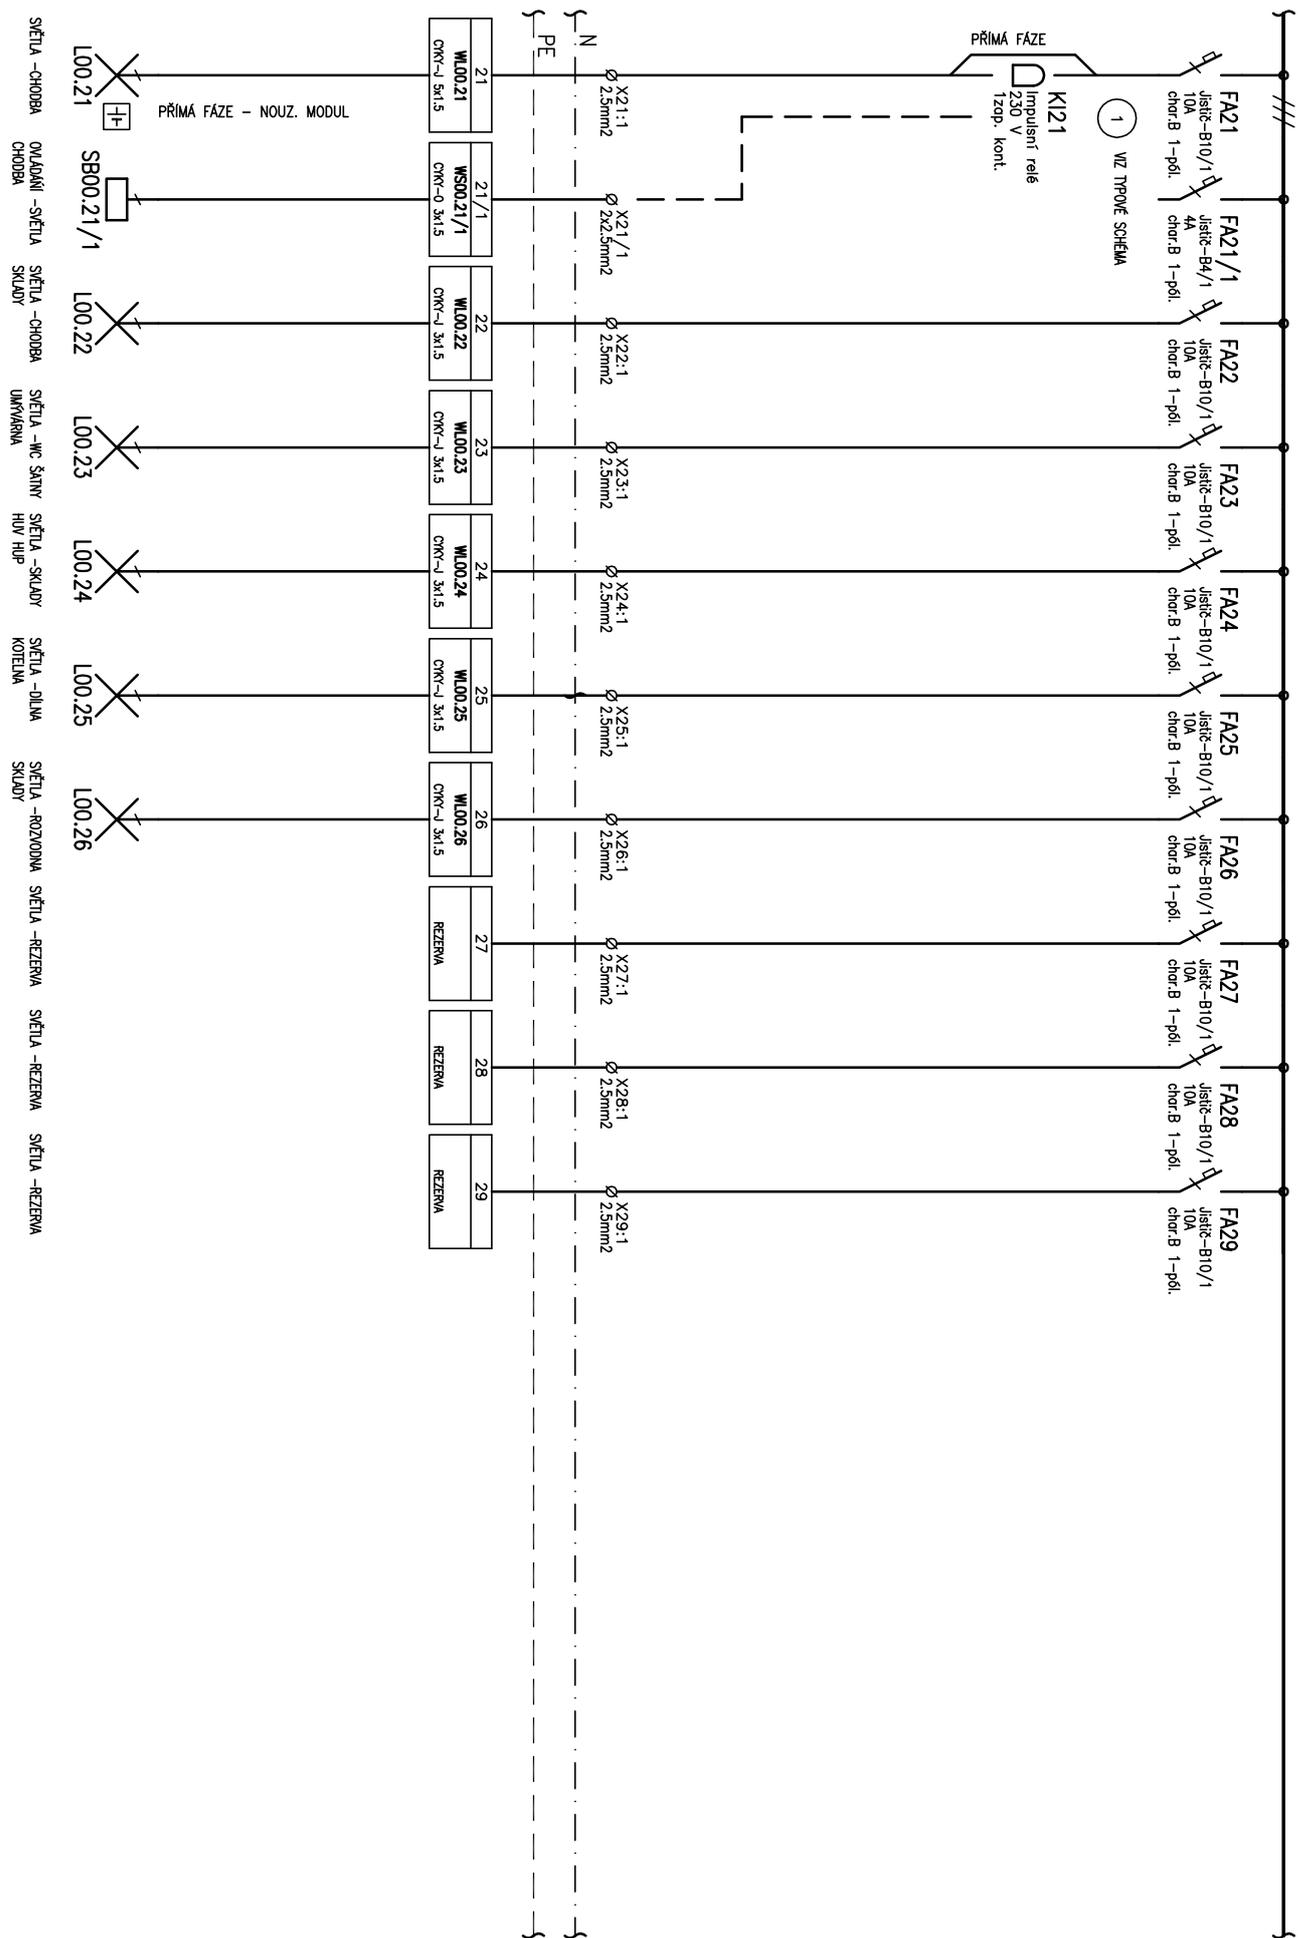 FA21
Jistič-B10/1
10A
char.B 1-pól.
FA21/1
Jistič-B4/1
4A
char.B 1-pól.
FA22
Jistič-B10/1
10A
char.B 1-pól.
FA23
Jistič-B10/1
10A
char.B 1-pól.
FA24
Jistič-B10/1
10A
char.B 1-pól.
FA25
Jistič-B10/1
10A
char.B 1-pól.
FA26
Jistič-B10/1
10A
char.B 1-pól.
FA27
Jistič-B10/1
10A
char.B 1-pól.
FA28
Jistič-B10/1
10A
char.B 1-pól.
FA29
Jistič-B10/1
10A
char.B 1-pól.
1
VIZ TYPOVÉ SCHÉMA
PŘÍMÁ FÁZE
KI21
Impulsní relé
230 V
1zap. kont.
X21:1
2.5mm2
X21/1
2x2.5mm2
X22:1
2.5mm2
X23:1
2.5mm2
X24:1
2.5mm2
X25:1
2.5mm2
X26:1
2.5mm2
X27:1
2.5mm2
X28:1
2.5mm2
X29:1
2.5mm2
N
PE
21
WL00.21
CYKY-J 5x1.5
21/1
WS00.21/1
CYKY-O 3x1.5
22
WL00.22
CYKY-J 3x1.5
23
WL00.23
CYKY-J 3x1.5
24
WL00.24
CYKY-J 3x1.5
25
WL00.25
CYKY-J 3x1.5
26
WL00.26
CYKY-J 3x1.5
27
REZERVA
28
REZERVA
29
REZERVA
PŘÍMÁ FÁZE - NOUZ. MODUL
L00.21
SB00.21/1
L00.22
L00.23
L00.24
L00.25
L00.26
SVĚTLA -CHODBA
OVLÁDÁŇÍ -SVĚTLA
CHODBA
SVĚTLA -CHODBA
SKLADY
SVĚTLA -WC ŠATNY
UMÝVÁRNA
SVĚTLA -SKLADY
HUV HUP
SVĚTLA -DÍLNA
KOTELNA
SVĚTLA -ROZVODNA
SKLADY
SVĚTLA -REZERVA
SVĚTLA -REZERVA
SVĚTLA -REZERVA